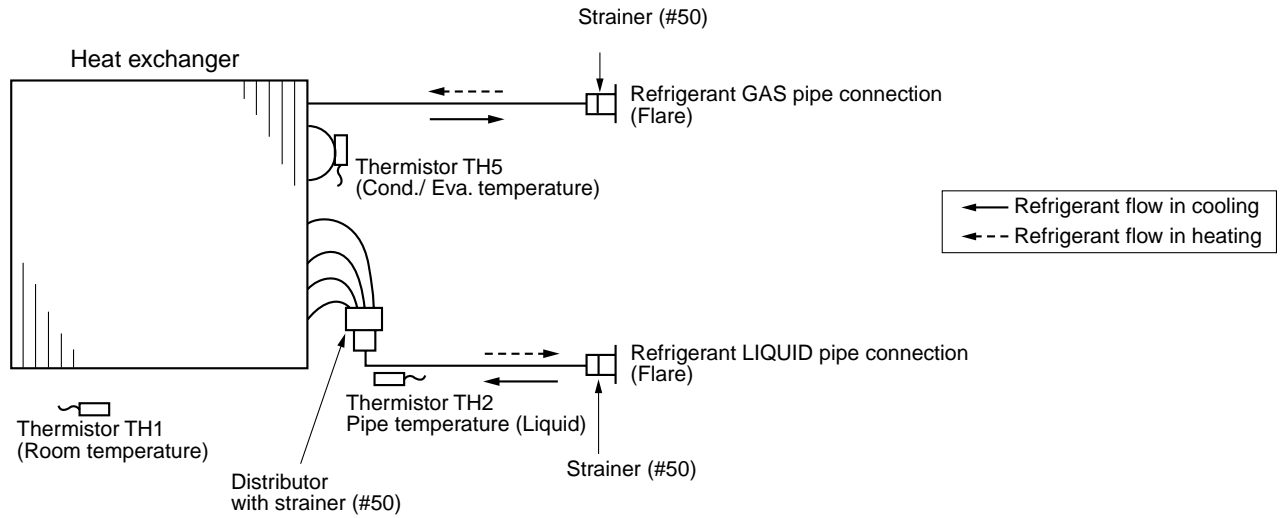 Strainer (#50)
Heat exchanger
Refrigerant GAS pipe connection
(Flare)
Thermistor TH5
(Cond./ Eva. temperature)
Refrigerant flow in cooling
Refrigerant flow in heating
Refrigerant LIQUID pipe connection
(Flare)
Thermistor TH2
Pipe temperature (Liquid)
Thermistor TH1
(Room temperature)
Strainer (#50)
Distributor
with strainer (#50)